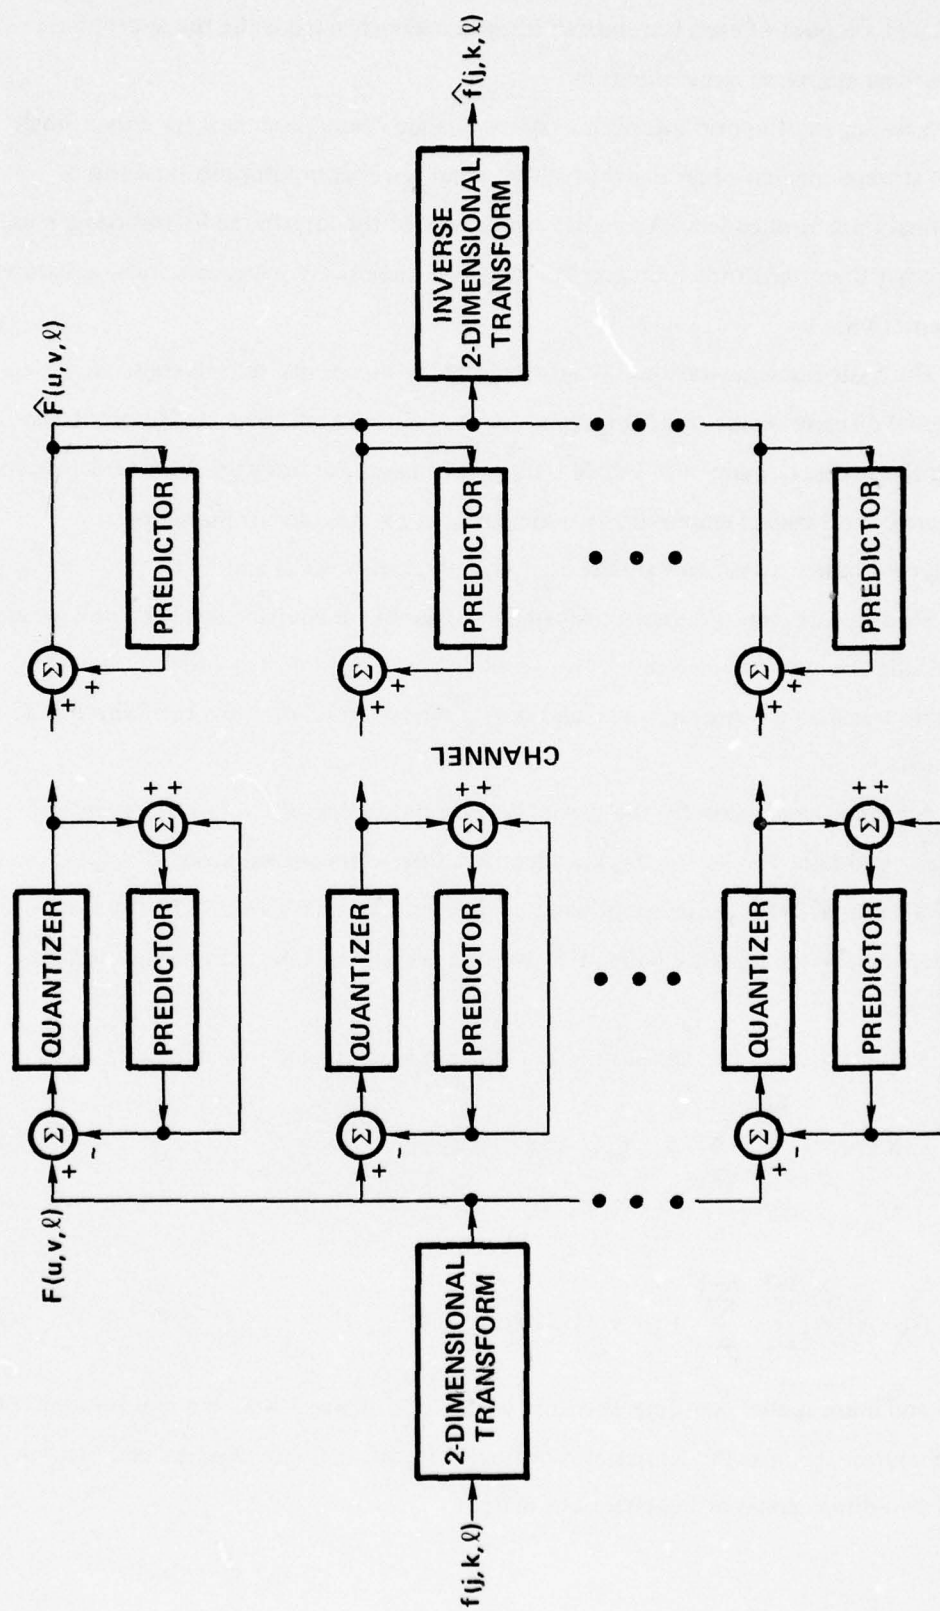 f(j,k,ℓ)
2-DIMENSIONAL
TRANSFORM
F(u,v,ℓ)
+
-
Σ
QUANTIZER
PREDICTOR
Σ
+
+
+
-
Σ
QUANTIZER
PREDICTOR
Σ
+
+
+
-
Σ
QUANTIZER
PREDICTOR
Σ
+
+
CHANNEL
+
+
Σ
PREDICTOR
+
+
Σ
PREDICTOR
+
+
Σ
PREDICTOR
F̂(u,v,ℓ)
INVERSE
2-DIMENSIONAL
TRANSFORM
f̂(j,k,ℓ)